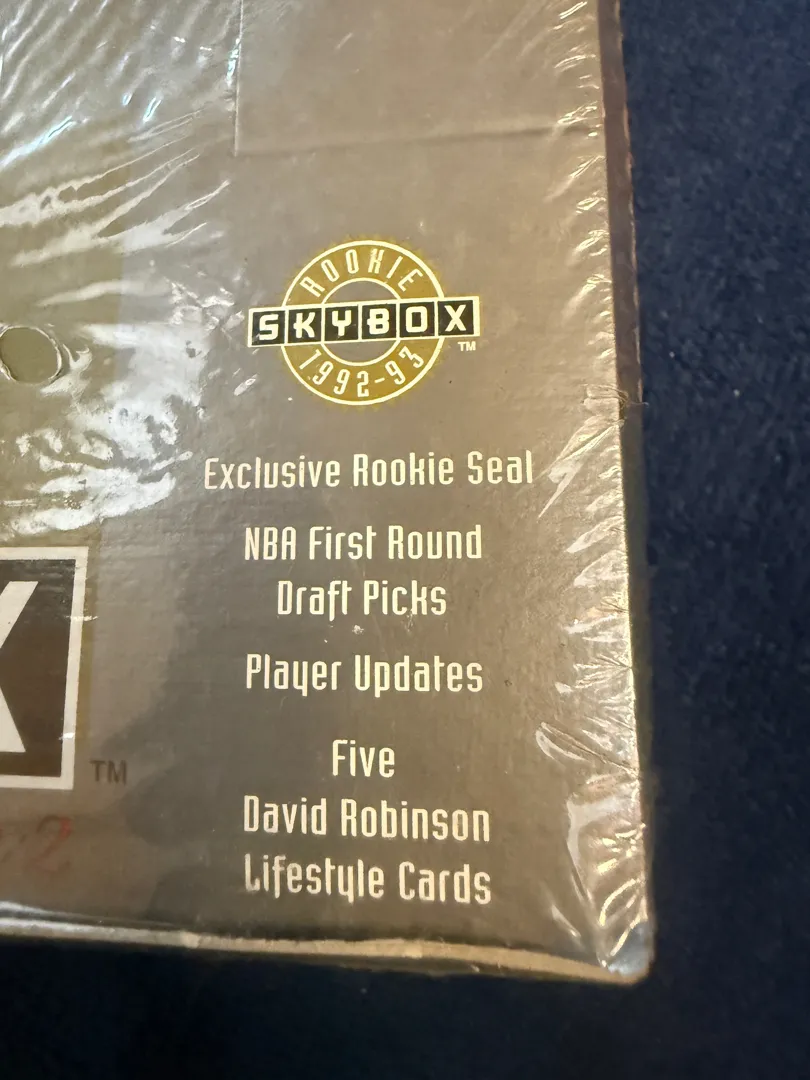 ROOKIE
SKYBOX
TM
1992-93
Exclusive Rookie Seal
NBA First Round
Draft Picks
Player Updates
Five
David Robinson
Lifestyle Cards
X
TM
2